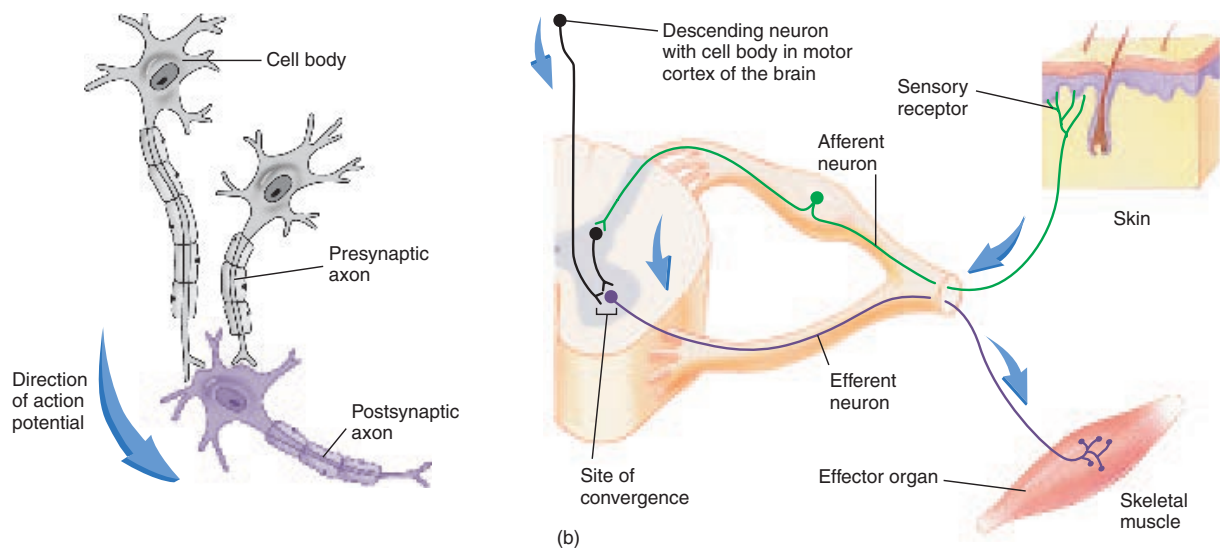 Cell body
Presynaptic
axon
Direction
of action
potential
Postsynaptic
axon
Descending neuron
with cell body in motor
cortex of the brain
Sensory
receptor
Afferent
neuron
Skin
Efferent
neuron
Site of
convergence
Effector organ
Skeletal
muscle
(b)